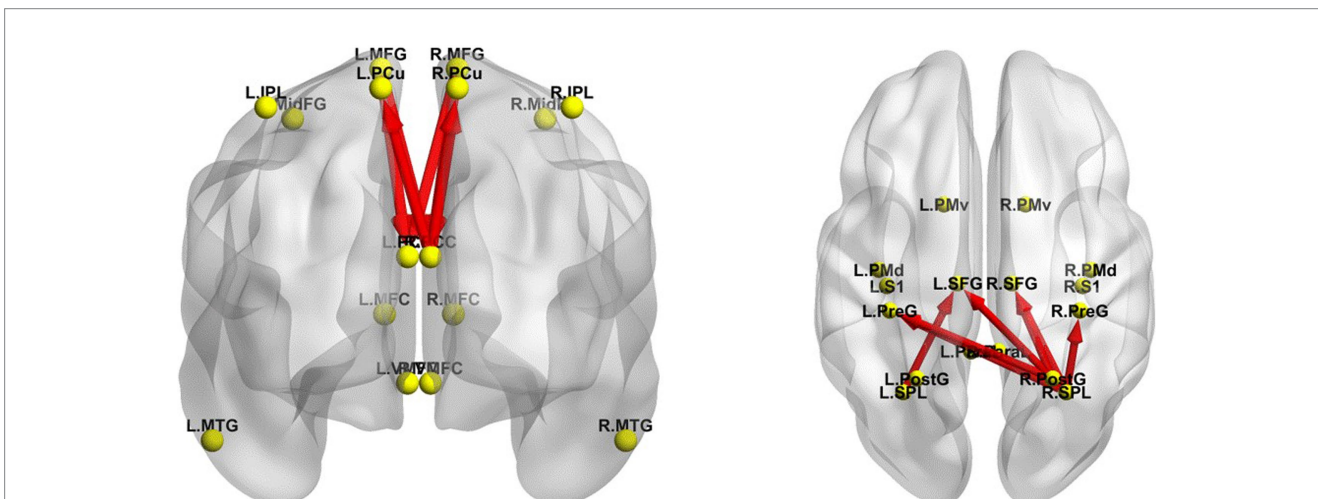 L.MFG R.MFG
L.PCu R.PCu
L.IPL R.IPL
MidFG
L.MFC R.MFC
L.MTG R.MTG
L.PMv R.PMv
L.PMd R.PMd
R.S1
L.SFG R.SFG
L.PreG R.PreG
L.PostG R.PostG
L.SPL R.SPL